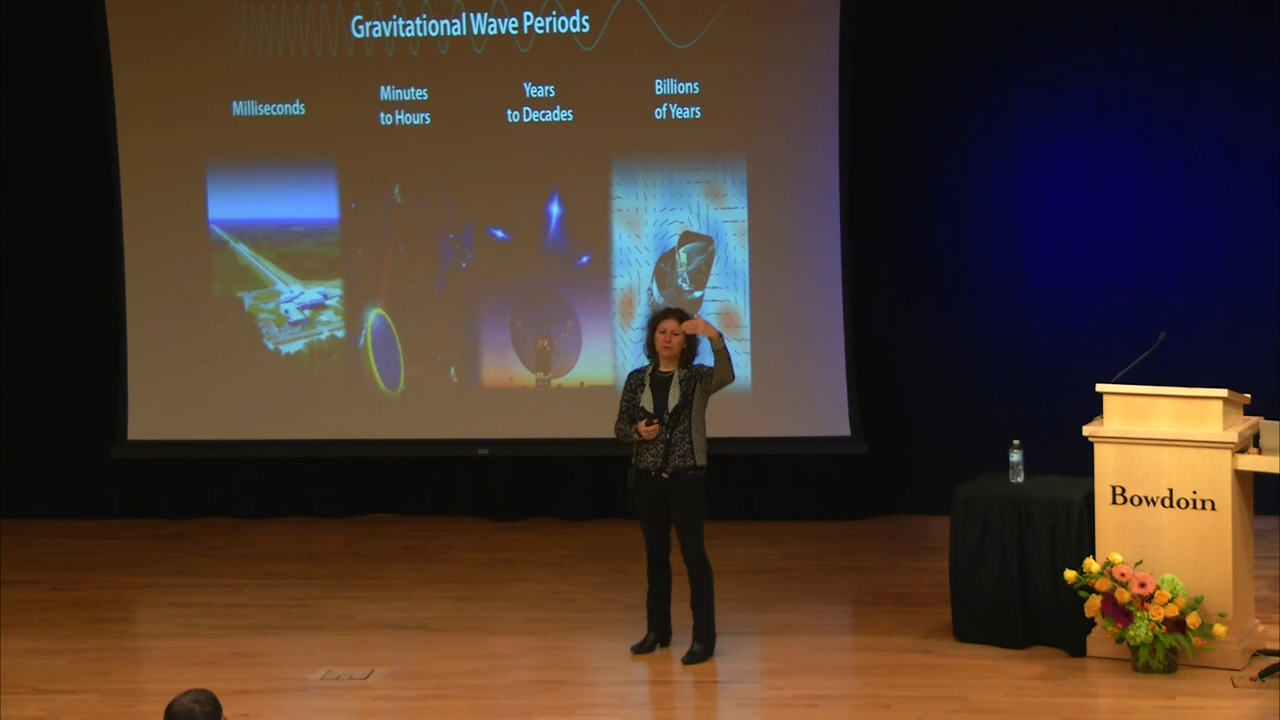 Gravitational Wave Periods
Milliseconds
Minutes
to Hours
Years
to Decades
Billions
of Years
Bowdoin